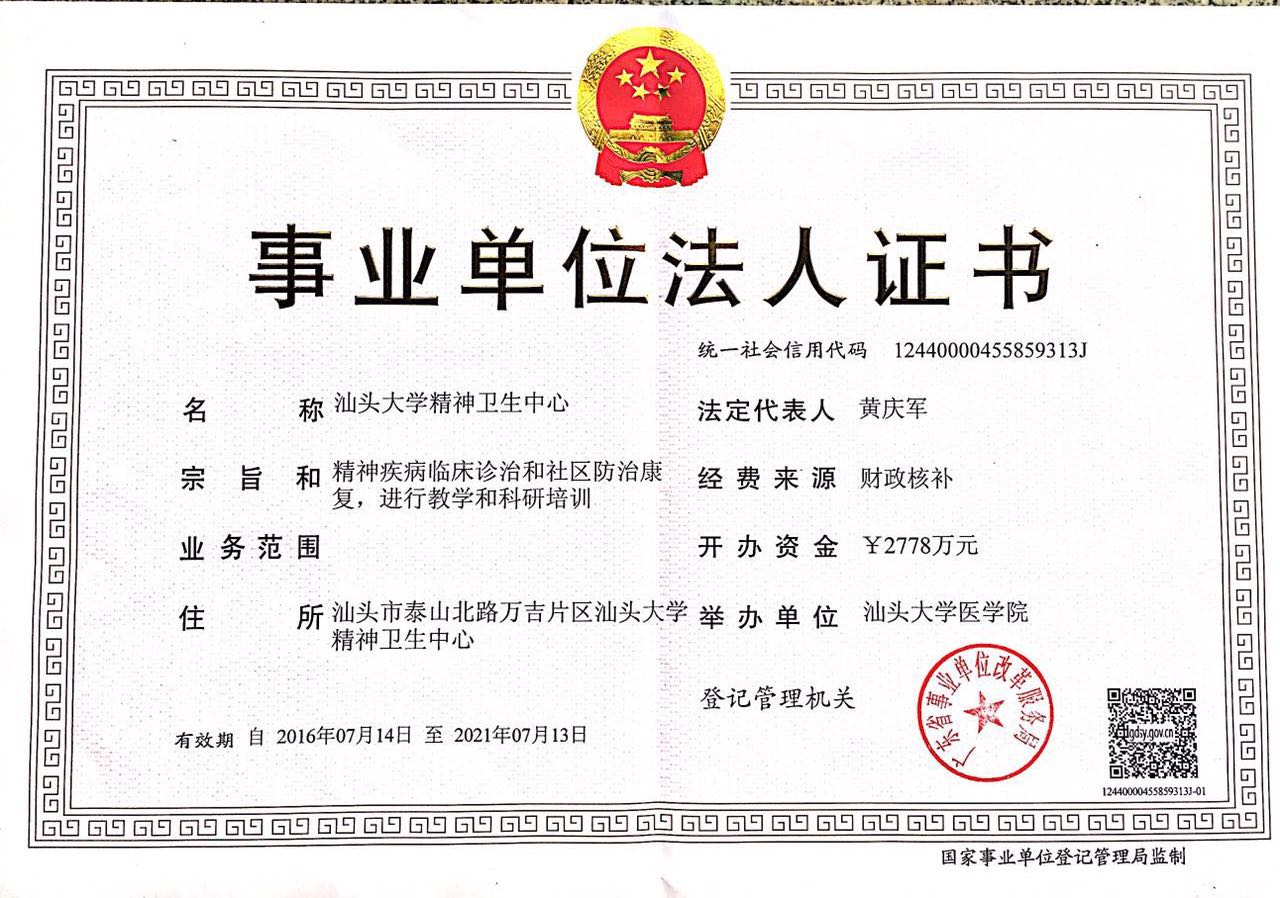 事业单位法人证书
统一社会信用代码 12440000455859313J
名称 汕头大学精神卫生中心
法定代表人 黄庆军
宗旨和 精神疾病临床诊治和社区防治康
复，进行教学和科研培训
业务范围
经费来源 财政核补
开办资金 ￥2778万元
住所 汕头市泰山北路万吉片区汕头大学
精神卫生中心
举办单位 汕头大学医学院
登记管理机关
广东省事业单位改革服务局
有效期 自 2016年07月14日 至 2021年07月13日
gdsy.gov.cn
12440000455859313J-01
国家事业单位登记管理局监制